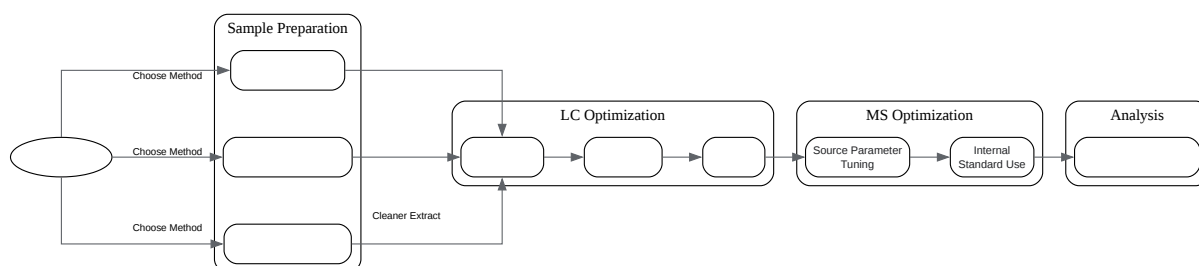 Sample Preparation
Choose Method
LC Optimization
MS Optimization
Analysis
Choose Method
Source Parameter
Tuning
Internal
Standard Use
Cleaner Extract
Choose Method